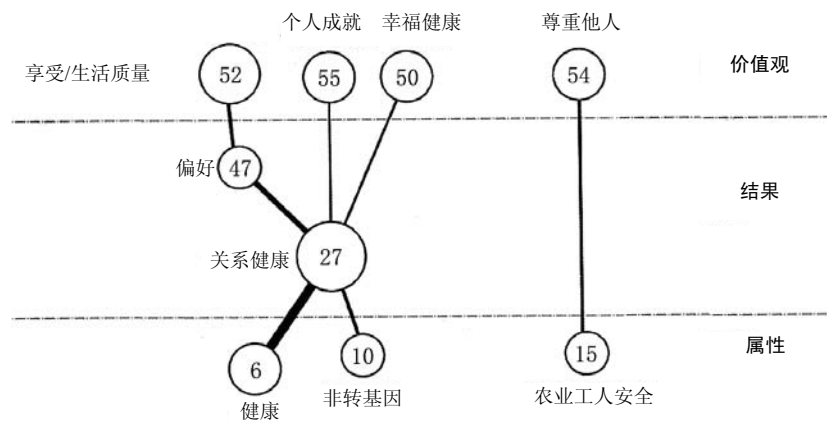 个人成就 幸福健康 尊重他人
享受/生活质量 52 55 50 54 价值观
偏好 47 结果
关系健康 27
属性
6 10 15
健康 非转基因 农业工人安全